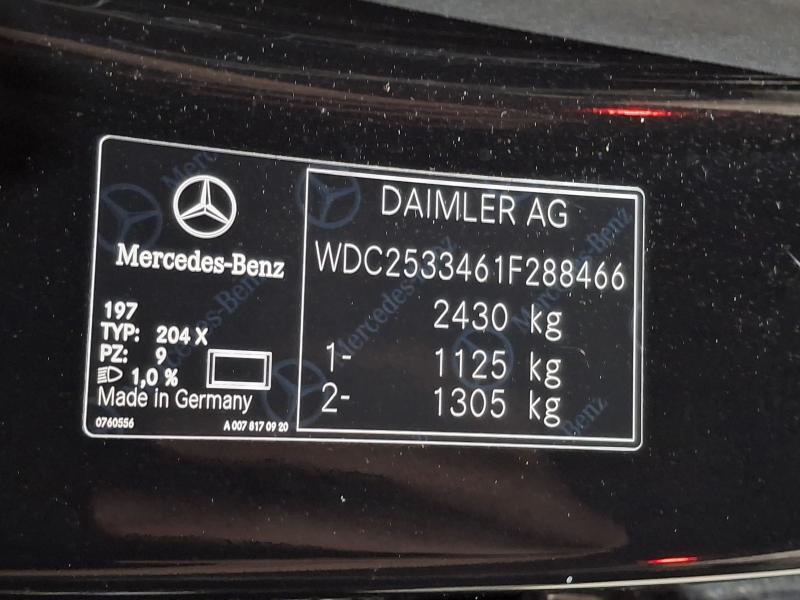 Mercedes-Benz
197
TYP: 204 X
PZ: 9
1,0 %
Made in Germany
0760556
A 007 817 09 20
DAIMLER AG
WDC2533461F288466
2430 kg
1- 1125 kg
2- 1305 kg